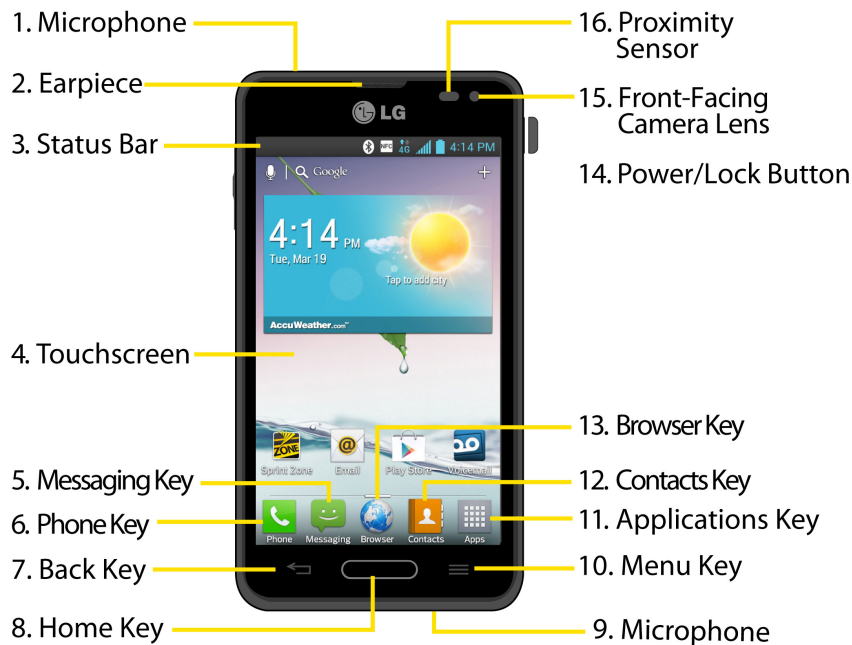 1. Microphone
2. Earpiece
3. Status Bar
4. Touchscreen
5. Messaging Key
6. Phone Key
7. Back Key
8. Home Key
LG
NFC 4G 4:14 PM
Google +
4:14 PM
Tue, Mar 19
Tap to add city
AccuWeather.com™
ZONE @
Sprint Zone Email Play Store Voicemail
Phone Messaging Browser Contacts Apps
16. Proximity
Sensor
15. Front-Facing
Camera Lens
14. Power/Lock Button
13. Browser Key
12. Contacts Key
11. Applications Key
10. Menu Key
9. Microphone